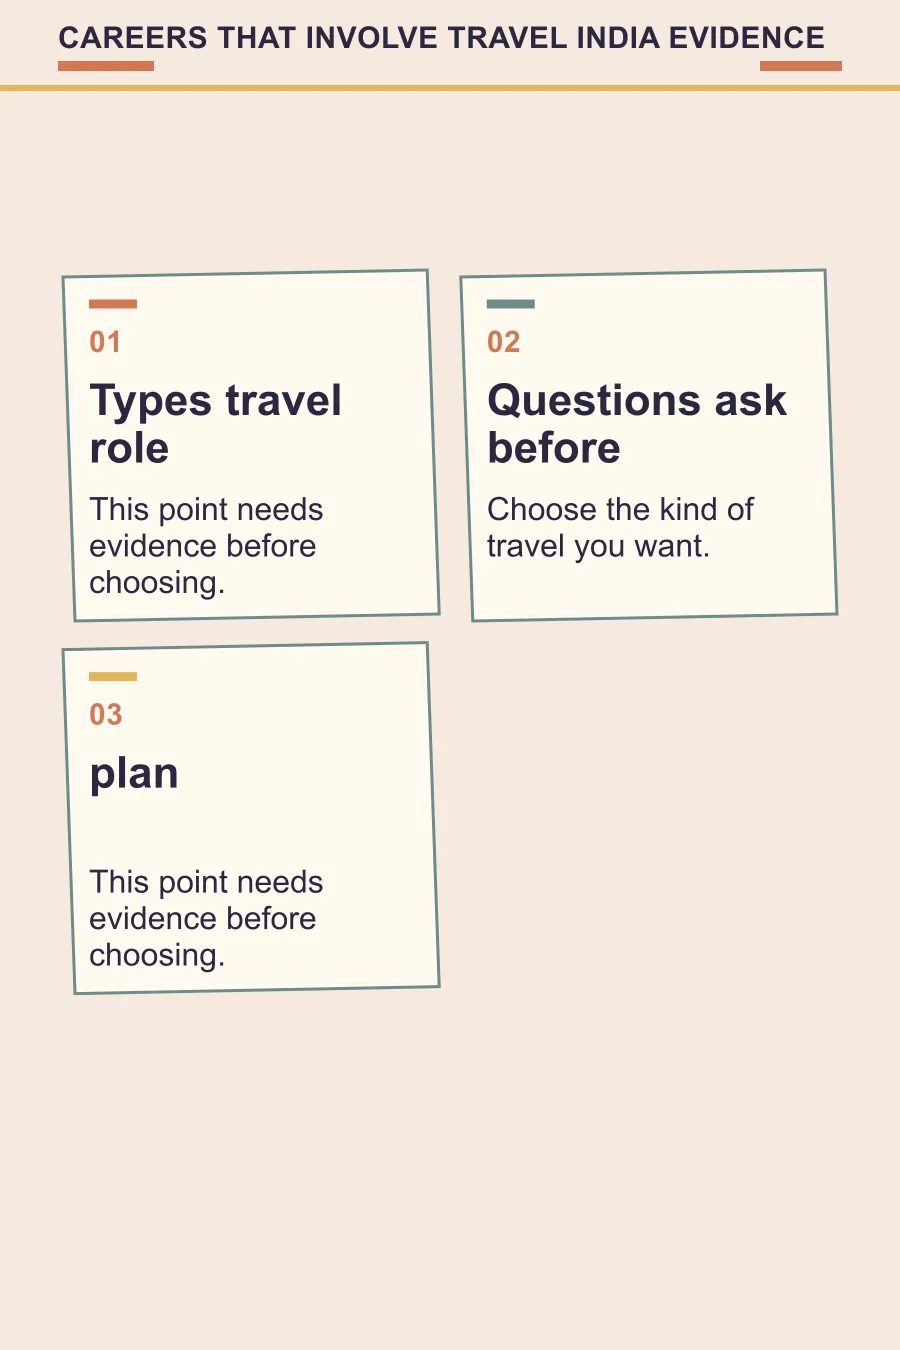 CAREERS THAT INVOLVE TRAVEL INDIA EVIDENCE
01
Types travel
role
This point needs
evidence before
choosing.
02
Questions ask
before
Choose the kind of
travel you want.
03
plan
This point needs
evidence before
choosing.